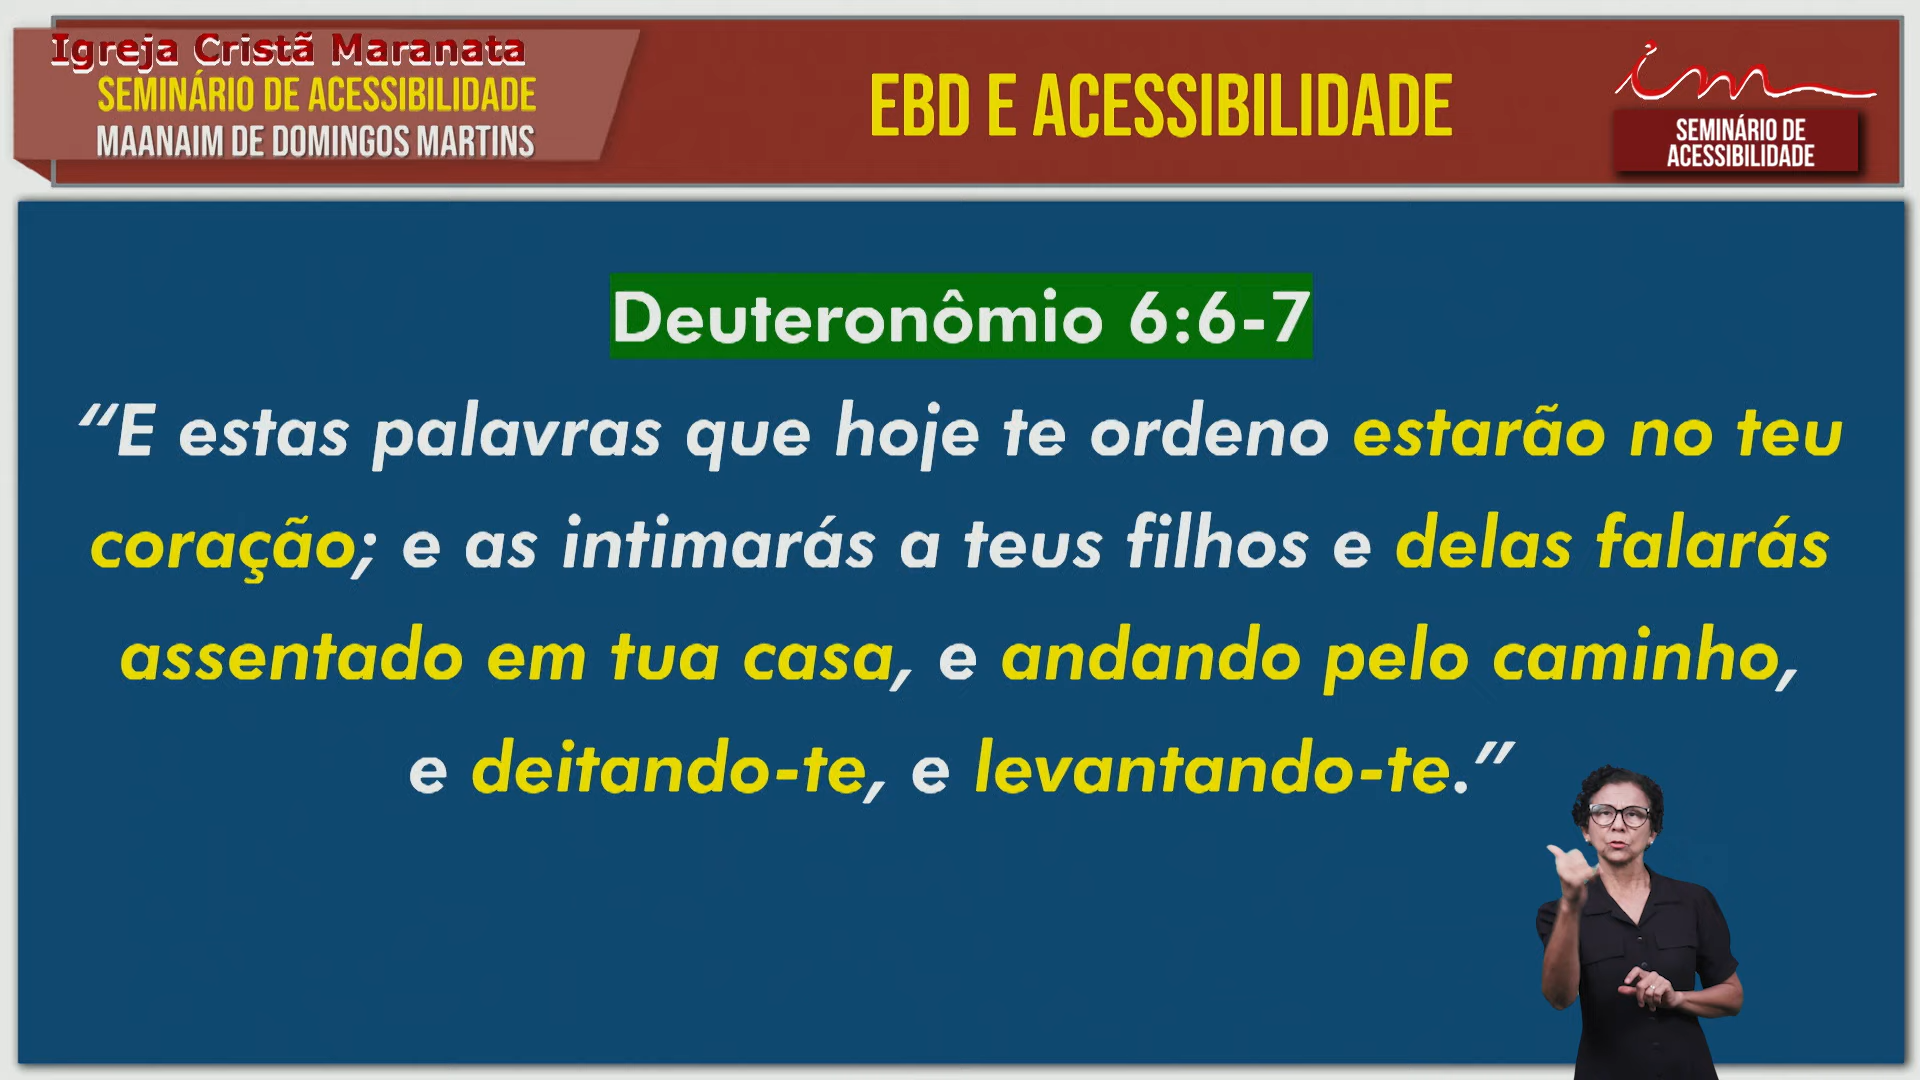 Igreja Cristã Maranata
SEMINÁRIO DE ACESSIBILIDADE
MAANAIM DE DOMINGOS MARTINS
EBD E ACESSIBILIDADE
im
SEMINÁRIO DE
ACESSIBILIDADE
Deuteronômio 6:6-7
“E estas palavras que hoje te ordeno estarão no teu
coração; e as intimarás a teus filhos e delas falarás
assentado em tua casa, e andando pelo caminho,
e deitando-te, e levantando-te.”